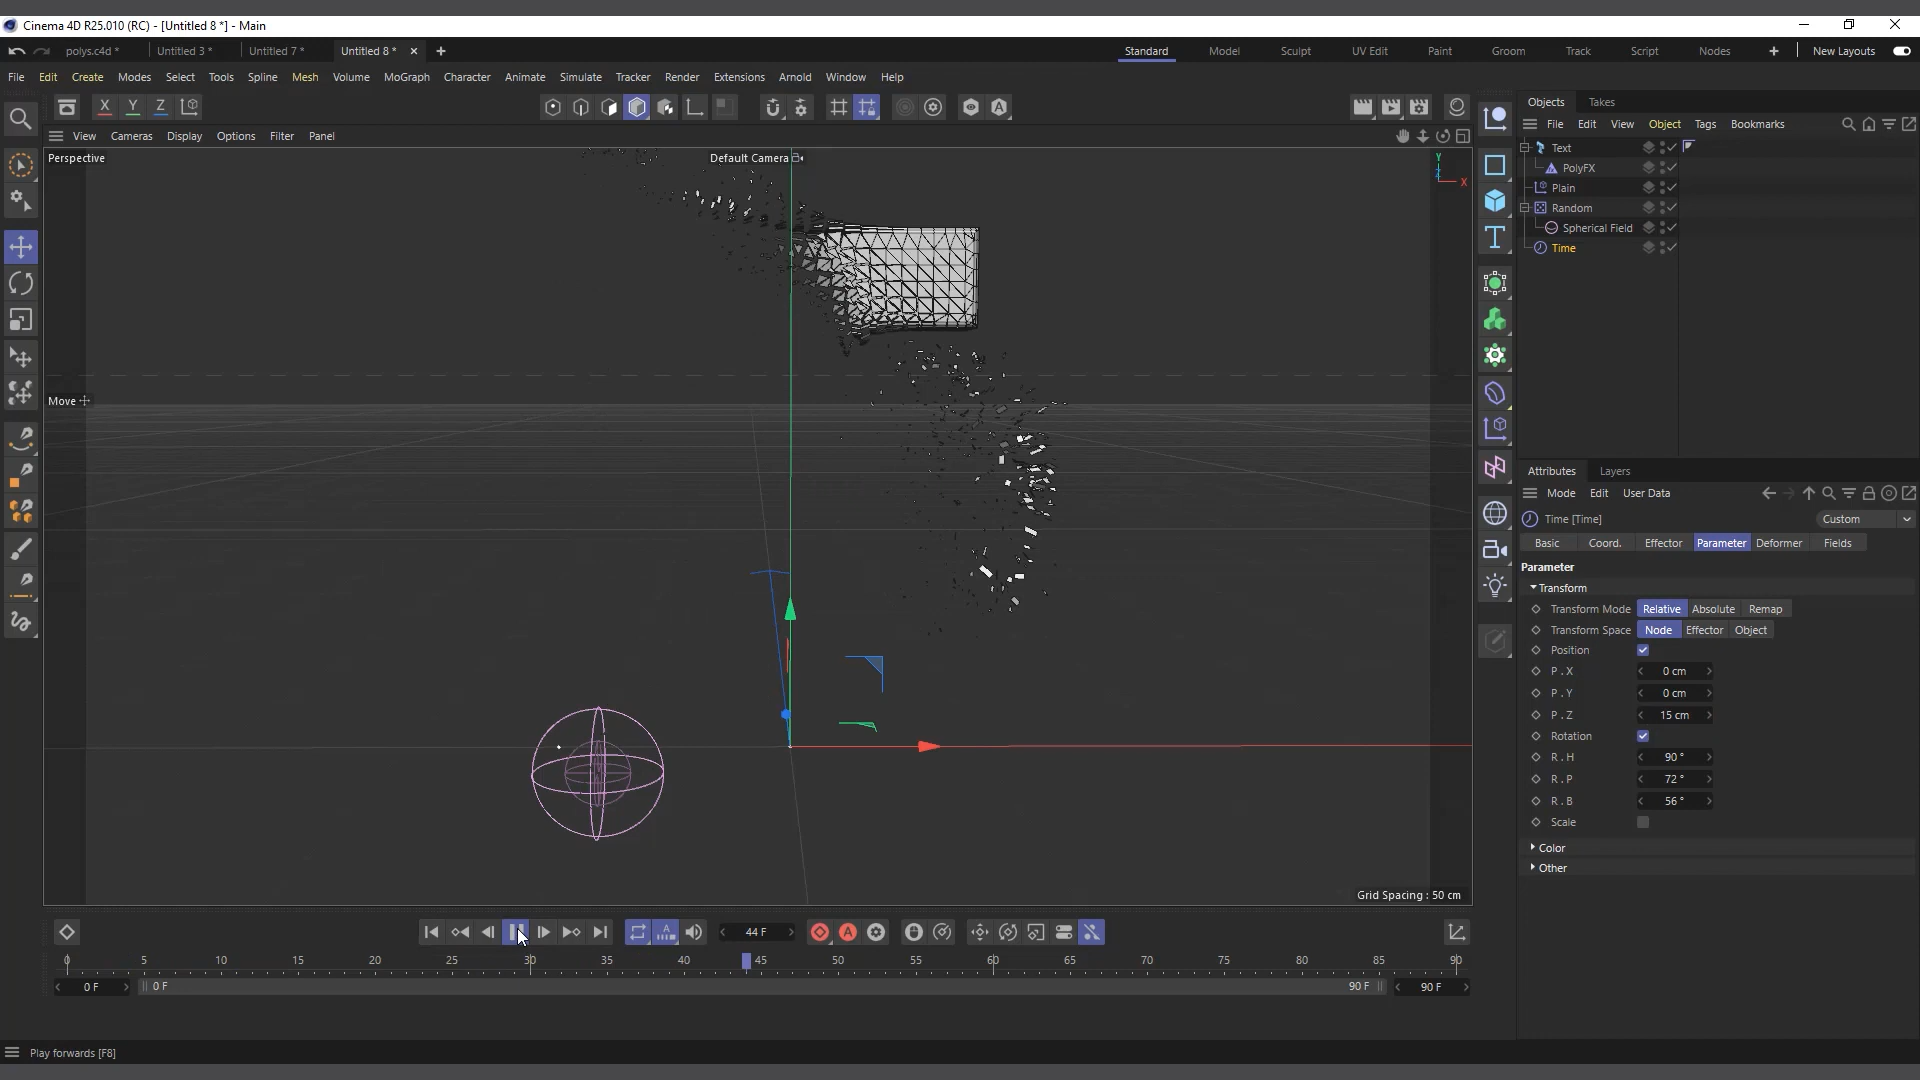 Cinema 4D R25.010 (RC) - [Untitled 8 *] - Main
polys.c4d *
Untitled 3 *
Untitled 7 *
Untitled 8 *
Standard
Model
Sculpt
UV Edit
Paint
Groom
Track
Script
Nodes
New Layouts
File Edit Create Modes Select Tools Spline Mesh Volume MoGraph Character Animate Simulate Tracker Render Extensions Arnold Window Help
X Y Z
Objects Takes
View Cameras Display Options Filter Panel
File Edit View Object Tags Bookmarks
Perspective
Default Camera
Y
Z
X
Text
PolyFX
Plain
Random
Spherical Field
Time
Move
Attributes Layers
Mode Edit User Data
Time [Time]
Custom
Basic Coord. Effector Parameter Deformer Fields
Parameter
Transform
Transform Mode Relative Absolute Remap
Transform Space Node Effector Object
Position
P . X 0 cm
P . Y 0 cm
P . Z 15 cm
Rotation
R . H 90 °
R . P 72 °
R . B 56 °
Scale
Color
Other
Grid Spacing : 50 cm
44 F
0 5 10 15 20 25 30 35 40 45 50 55 60 65 70 75 80 85 90
0 F
0 F
90 F
90 F
Play forwards [F8]